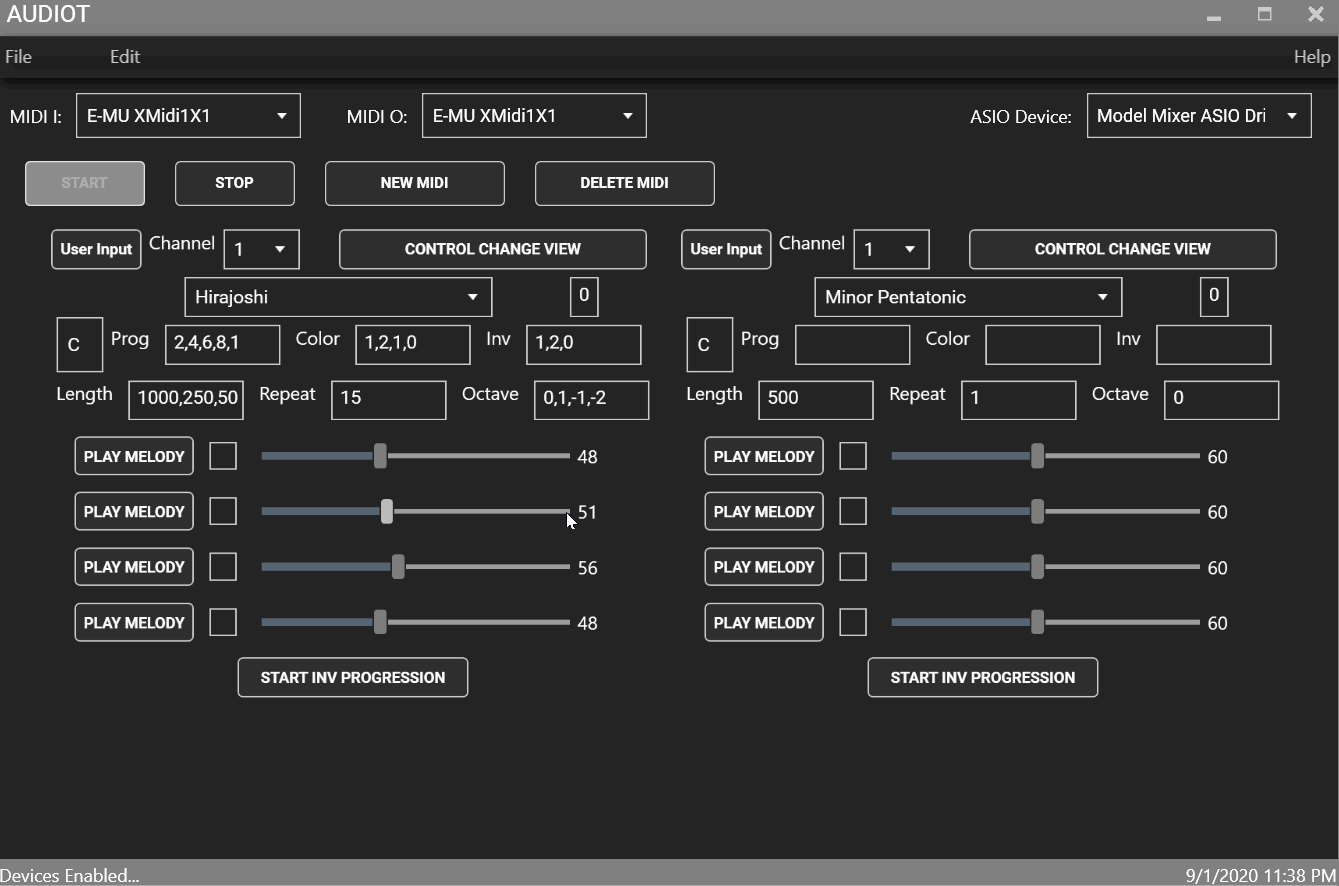 AUDIOT
File Edit Help
MIDI I: E-MU XMidi1X1 MIDI O: E-MU XMidi1X1 ASIO Device: Model Mixer ASIO Dri
START STOP NEW MIDI DELETE MIDI
User Input Channel 1 CONTROL CHANGE VIEW User Input Channel 1 CONTROL CHANGE VIEW
Hirajoshi 0 Minor Pentatonic 0
C Prog 2,4,6,8,1 Color 1,2,1,0 Inv 1,2,0 C Prog Color Inv
Length 1000,250,50 Repeat 15 Octave 0,1,-1,-2 Length 500 Repeat 1 Octave 0
PLAY MELODY 48 PLAY MELODY 60
PLAY MELODY 51 PLAY MELODY 60
PLAY MELODY 56 PLAY MELODY 60
PLAY MELODY 48 PLAY MELODY 60
START INV PROGRESSION START INV PROGRESSION
Devices Enabled... 9/1/2020 11:38 PM